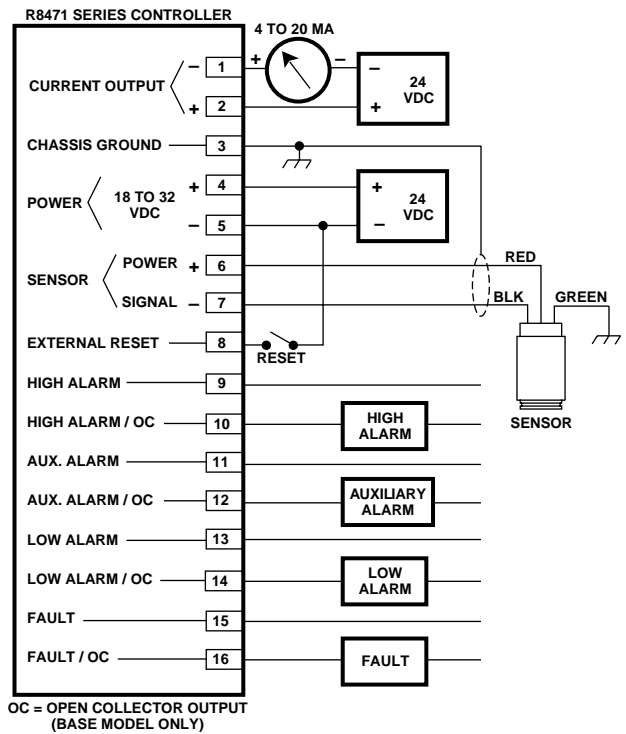 R8471 SERIES CONTROLLER
4 TO 20 MA
CURRENT OUTPUT
– 1 + –
+ 2
–
+
24
VDC
CHASSIS GROUND 3
POWER
18 TO 32
VDC
+ 4
– 5
+
–
24
VDC
SENSOR
POWER + 6
SIGNAL – 7
RED
BLK
GREEN
SENSOR
EXTERNAL RESET 8
RESET
HIGH ALARM 9
HIGH ALARM / OC 10
HIGH
ALARM
AUX. ALARM 11
AUX. ALARM / OC 12
AUXILIARY
ALARM
LOW ALARM 13
LOW ALARM / OC 14
LOW
ALARM
FAULT 15
FAULT / OC 16
FAULT
OC = OPEN COLLECTOR OUTPUT
(BASE MODEL ONLY)